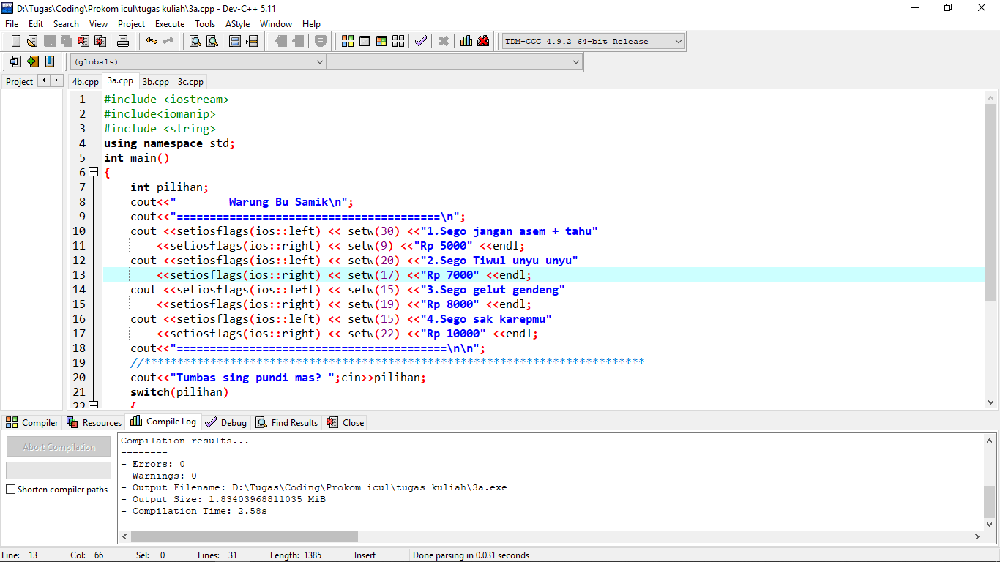 D:\Tugas\Coding\Prokom icul\tugas kuliah\3a.cpp - Dev-C++ 5.11
File Edit Search View Project Execute Tools AStyle Window Help
TDM-GCC 4.9.2 64-bit Release
(globals)
Project 4b.cpp 3a.cpp 3b.cpp 3c.cpp
1 #include <iostream>
2 #include<iomanip>
3 #include <string>
4 using namespace std;
5 int main()
6 {
7 int pilihan;
8 cout<<"        Warung Bu Samik\n";
9 cout<<"========================================\n";
10 cout <<setiosflags(ios::left) << setw(30) <<"1.Sego jangan asem + tahu"
11 <<setiosflags(ios::right) << setw(9) <<"Rp 5000" <<endl;
12 cout <<setiosflags(ios::left) << setw(20) <<"2.Sego Tiwul unyu unyu"
13 <<setiosflags(ios::right) << setw(17) <<"Rp 7000" <<endl;
14 cout <<setiosflags(ios::left) << setw(15) <<"3.Sego gelut gendeng"
15 <<setiosflags(ios::right) << setw(19) <<"Rp 8000" <<endl;
16 cout <<setiosflags(ios::left) << setw(15) <<"4.Sego sak karepmu"
17 <<setiosflags(ios::right) << setw(22) <<"Rp 10000" <<endl;
18 cout<<"=========================================\n\n";
19 //****************************************************************************
20 cout<<"Tumbas sing pundi mas? ";cin>>pilihan;
21 switch(pilihan)
22 {
Compiler Resources Compile Log Debug Find Results Close
Abort Compilation
Shorten compiler paths
Compilation results...
--------
- Errors: 0
- Warnings: 0
- Output Filename: D:\Tugas\Coding\Prokom icul\tugas kuliah\3a.exe
- Output Size: 1.83403968811035 MiB
- Compilation Time: 2.58s
Line: 13 Col: 66 Sel: 0 Lines: 31 Length: 1385 Insert Done parsing in 0.031 seconds